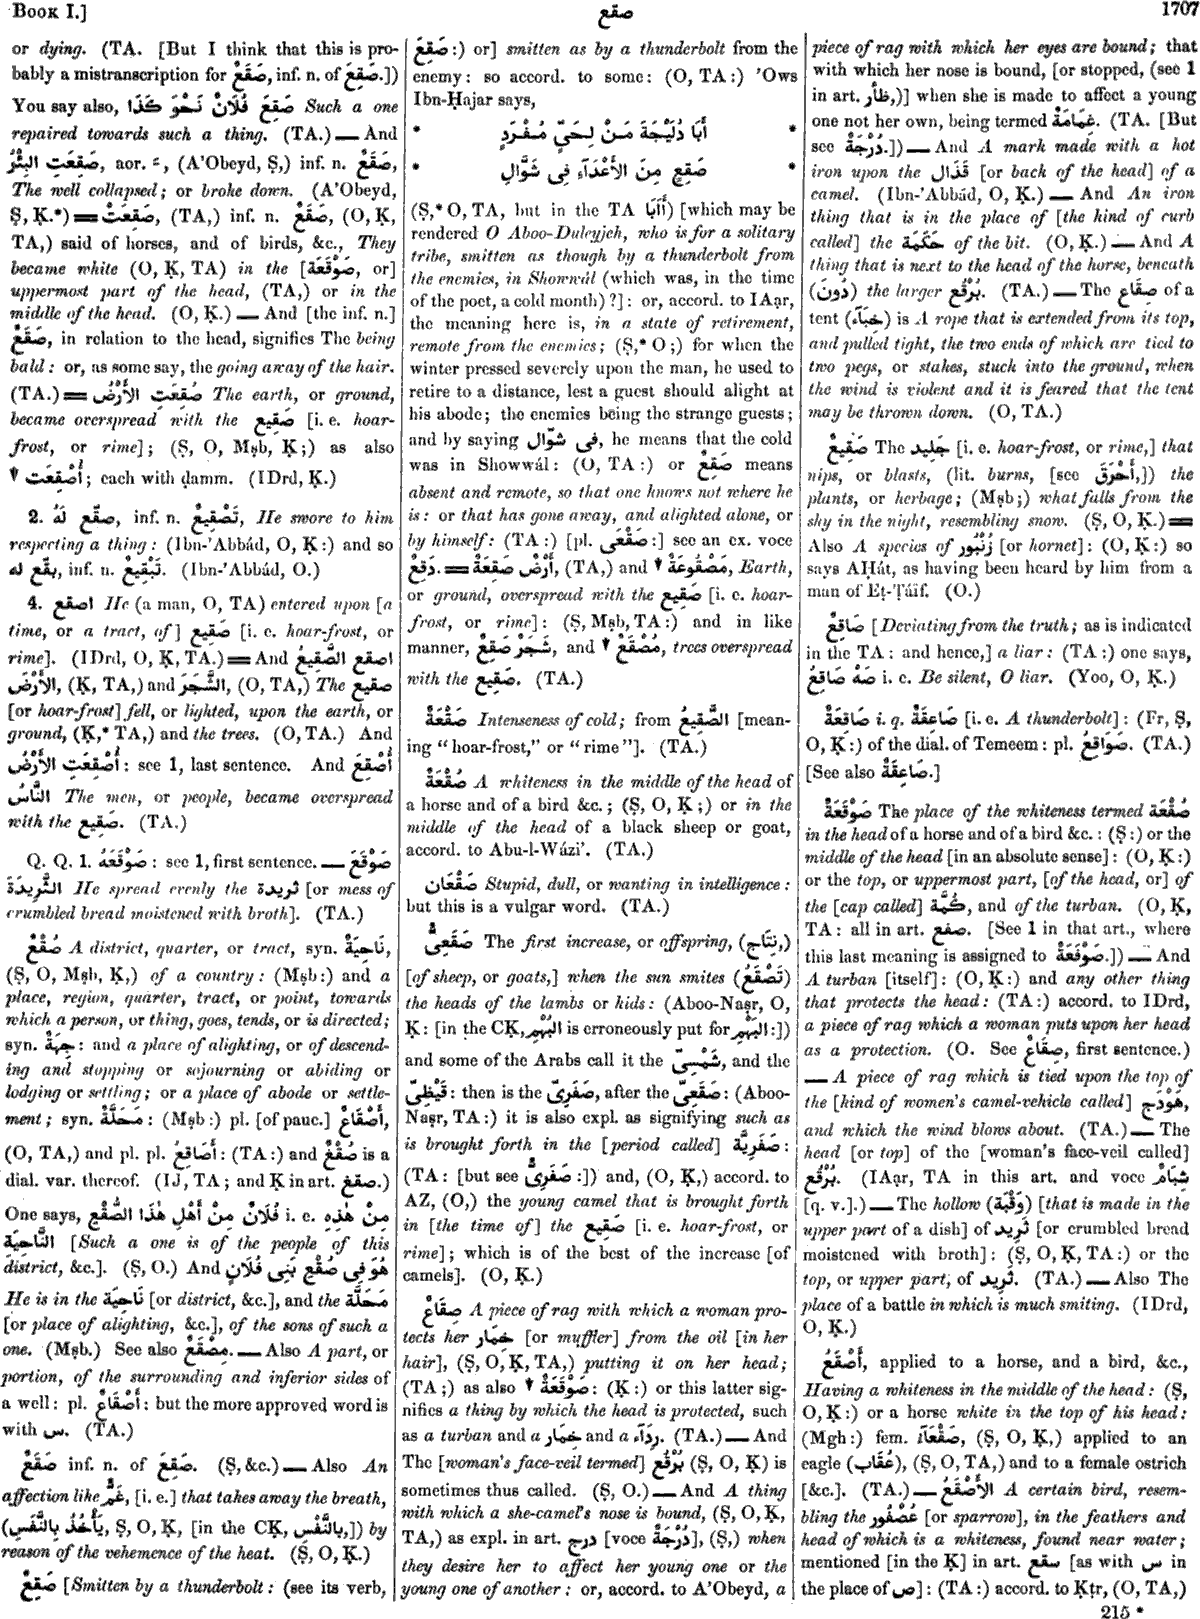 Book I.]
صقع
1707
or dying. (TA. [But I think that this is pro-
bably a mistranscription for صَقَعٌ, inf. n. of صَقِعَ.])
You say also, صَقِعَ فُلَانٌ نَحْوَ كَذَا Such a one
repaired towards such a thing. (TA.) — And
صَقِعَتِ البِئْرُ, aor. ـَ, (A’Obeyd, Ṣ,) inf. n. صَقَعٌ,
The well collapsed; or broke down. (A’Obeyd,
Ṣ, Ḳ.*) = صَقِعَتْ, (TA,) inf. n. صَقَعٌ, (O, Ḳ,
TA,) said of horses, and of birds, &c., They
became white (O, Ḳ, TA) in the [صَوْقَعَة, or]
uppermost part of the head, (TA,) or in the
middle of the head. (O, Ḳ.) — And [the inf. n.]
صَقَعٌ, in relation to the head, signifies The being
bald: or, as some say, the going away of the hair.
(TA.) = صُقِعَتِ الأَرْضُ The earth, or ground,
became overspread with the صَقِيع [i. e. hoar-
frost, or rime]; (Ṣ, O, Mṣb, Ḳ;) as also
▼ أُصْقِعَت; each with ḍamm. (IDrd, Ḳ.)
2. صقّع لَهُ, inf. n. تَصْقِيعٌ, He swore to him
respecting a thing: (Ibn-’Abbád, O, Ḳ:) and so
بقّع له, inf. n. تَبْقِيعٌ. (Ibn-’Abbád, O.)
4. اصقع He (a man, O, TA) entered upon [a
time, or a tract, of] صَقِيع [i. e. hoar-frost, or
rime]. (IDrd, O, Ḳ, TA.) = And اصقع الصَّقِيعُ
الأَرْضَ, (Ḳ, TA,) and الشَّجَرَ, (O, TA,) The صقيع
[or hoar-frost] fell, or lighted, upon the earth, or
ground, (Ḳ,* TA,) and the trees. (O, TA.) And
أُصْقِعَتِ الأَرْضُ: see 1, last sentence. And أُصْقِعَ
النَّاسُ The men, or people, became overspread
with the صَقِيع. (TA.)
Q. Q. 1. صَوْقَعَهُ: see 1, first sentence. — صَوْقَعَ
الثَّرِيدَةَ He spread evenly the ثريدة [or mess of
crumbled bread moistened with broth]. (TA.)
صُقْعٌ A district, quarter, or tract, syn. نَاحِيَةٌ,
(Ṣ, O, Mṣb, Ḳ,) of a country: (Mṣb:) and a
place, region, quarter, tract, or point, towards
which a person, or thing, goes, tends, or is directed;
syn. جِهَةٌ: and a place of alighting, or of descend-
ing and stopping or sojourning or abiding or
lodging or settling; or a place of abode or settle-
ment; syn. مَحَلَّةٌ: (Mṣb:) pl. [of pauc.] أَصْقَاعٌ,
(O, TA,) and pl. pl. أَصَاقِعُ: (TA:) and صُقْغٌ is a
dial. var. thereof. (IJ, TA; and Ḳ in art. صقغ.)
One says, فُلَانٌ مِنْ أَهْلِ هٰذَا الصُّقْعِ i. e. مِنْ هٰذِهِ
النَّاحِيَةِ [Such a one is of the people of this
district, &c.]. (Ṣ, O.) And هُوَ فِى صُقْعِ بَنِى فُلَانٍ
He is in the نَاحِيَة [or district, &c.], and the مَحَلَّة
[or place of alighting, &c.], of the sons of such a
one. (Mṣb.) See also مِصْقَعٌ. — Also A part, or
portion, of the surrounding and inferior sides of
a well: pl. أَصْقَاعٌ: but the more approved word is
with س. (TA.)
صَقَعٌ inf. n. of صَقِعَ. (Ṣ, &c.) — Also An
affection like غَمّ, [i. e.] that takes away the breath,
(يَأْخُذُ بِالنَّفَسِ, Ṣ, O, Ḳ, [in the CḲ, بِالنَّفْسِ,]) by
reason of the vehemence of the heat. (Ṣ, O, Ḳ.)
صَقِعٌ [Smitten by a thunderbolt: (see its verb,
صَقِعَ:) or] smitten as by a thunderbolt from the
enemy: so accord. to some: (O, TA:) ’Ows
Ibn-Ḥajar says,
* أَبَا دُلَيْجَةَ مَنْ لِحَيٍّ مُفْرَدٍ *
* صَقِعٍ مِنَ الأَعْدَآءِ فِى شَوَّالِ *
(Ṣ,* O, TA, but in the TA أَأَبَا) [which may be
rendered O Aboo-Duleyjeh, who is for a solitary
tribe, smitten as though by a thunderbolt from
the enemies, in Showwál (which was, in the time
of the poet, a cold month)?]: or, accord. to IAạr,
the meaning here is, in a state of retirement,
remote from the enemies; (Ṣ,* O;) for when the
winter pressed severely upon the man, he used to
retire to a distance, lest a guest should alight at
his abode; the enemies being the strange guests;
and by saying فى شوّال, he means that the cold
was in Showwál: (O, TA:) or صَقِعٌ means
absent and remote, so that one knows not where he
is: or that has gone away, and alighted alone, or
by himself: (TA:) [pl. صَقْعَى:] see an ex. voce
دَقِعٌ. = أَرْضٌ صَقِعَةٌ, (TA,) and ▼ مَصْقُوعَةٌ, Earth,
or ground, overspread with the صَقِيع [i. e. hoar-
frost, or rime]: (Ṣ, Mṣb, TA:) and in like
manner, شَجَرٌ صَقِعٌ, and ▼ مُصْقَعٌ, trees overspread
with the صَقِيع. (TA.)
صَقْعَةٌ Intenseness of cold; from الصَّقِيعُ [mean-
ing “hoar-frost,” or “rime”]. (TA.)
صُقْعَةٌ A whiteness in the middle of the head of
a horse and of a bird &c.; (Ṣ, O, Ḳ;) or in the
middle of the head of a black sheep or goat,
accord. to Abu-l-Wázi’. (TA.)
صَقْعَان Stupid, dull, or wanting in intelligence:
but this is a vulgar word. (TA.)
صَقَعِىٌّ The first increase, or offspring, (نِتَاج,)
[of sheep, or goats,] when the sun smites (تَصْقَعُ)
the heads of the lambs or kids: (Aboo-Naṣr, O,
Ḳ: [in the CḲ, البُهْمِ is erroneously put for البَهْمِ:])
and some of the Arabs call it the شَمْسِىّ, and the
قَيْظِىّ: then is the صَفَرِىّ, after the صَقَعِىّ: (Aboo-
Naṣr, TA:) it is also expl. as signifying such as
is brought forth in the [period called] صَفَرِيَّة:
(TA: [but see صَفَرِىٌّ:]) and, (O, Ḳ,) accord. to
AZ, (O,) the young camel that is brought forth
in [the time of] the صَقِيع [i. e. hoar-frost, or
rime]; which is of the best of the increase [of
camels]. (O, Ḳ.)
صِقَاعٌ A piece of rag with which a woman pro-
tects her خِمَار [or muffler] from the oil [in her
hair], (Ṣ, O, Ḳ, TA,) putting it on her head;
(TA;) as also ▼ صَوْقَعَةٌ: (Ḳ:) or this latter sig-
nifies a thing by which the head is protected, such
as a turban and a خِمَار and a رِدَآء. (TA.) — And
The [woman’s face-veil termed] بُرْقُع (Ṣ, O, Ḳ) is
sometimes thus called. (Ṣ, O.) — And A thing
with which a she-camel’s nose is bound, (Ṣ, O, Ḳ,
TA,) as expl. in art. درج [voce دُرْجَةٌ], (Ṣ,) when
they desire her to affect her young one or the
young one of another: or, accord. to A’Obeyd, a
piece of rag with which her eyes are bound; that
with which her nose is bound, [or stopped, (see 1
in art. ظأر,)] when she is made to affect a young
one not her own, being termed غِمَامَةٌ. (TA. [But
see دُرْجَةٌ.]) — And A mark made with a hot
iron upon the قَذَال [or back of the head] of a
camel. (Ibn-’Abbád, O, Ḳ.) — And An iron
thing that is in the place of [the kind of curb
called] the حَكَمَة of the bit. (O, Ḳ.) — And A
thing that is next to the head of the horse, beneath
(دُونَ) the larger بُرْقُع. (TA.) — The صِقَاع of a
tent (خِبَآء) is A rope that is extended from its top,
and pulled tight, the two ends of which are tied to
two pegs, or stakes, stuck into the ground, when
the wind is violent and it is feared that the tent
may be thrown down. (O, TA.)
صَقِيعٌ The جَلِيد [i. e. hoar-frost, or rime,] that
nips, or blasts, (lit. burns, [see أَحْرَقَ,]) the
plants, or herbage; (Mṣb;) what falls from the
sky in the night, resembling snow. (Ṣ, O, Ḳ.) =
Also A species of زُنْبُور [or hornet]: (O, Ḳ:) so
says AḤát, as having been heard by him from a
man of Eṭ-Ṭáïf. (O.)
صَاقِعٌ [Deviating from the truth; as is indicated
in the TA: and hence,] a liar: (TA:) one says,
صَهْ صَاقِعُ i. e. Be silent, O liar. (Yoo, O, Ḳ.)
صَاقِعَةٌ i. q. صَاعِقَةٌ [i. e. A thunderbolt]: (Fr, Ṣ,
O, Ḳ:) of the dial. of Temeem: pl. صَوَاقِعُ. (TA.)
[See also صَاعِقَةٌ.]
صَوْقَعَةٌ The place of the whiteness termed صُقْعَة
in the head of a horse and of a bird &c.: (Ṣ:) or the
middle of the head [in an absolute sense]: (O, Ḳ:)
or the top, or uppermost part, [of the head, or] of
the [cap called] كُمَّة, and of the turban. (O, Ḳ,
TA: all in art. صفع. [See 1 in that art., where
this last meaning is assigned to صَوْفَعَةٌ.]) — And
A turban [itself]: (O, Ḳ:) and any other thing
that protects the head: (TA:) accord. to IDrd,
a piece of rag which a woman puts upon her head
as a protection. (O. See صِقَاعٌ, first sentence.)
— A piece of rag which is tied upon the top of
the [kind of women’s camel-vehicle called] هَوْدَج,
and which the wind blows about. (TA.) — The
head [or top] of the [woman’s face-veil called]
بُرْقُع. (IAạr, TA in this art. and voce شِبَامٌ
[q. v.].) — The hollow (وَقْبَة) [that is made in the
upper part of a dish] of ثَرِيد [or crumbled bread
moistened with broth]: (Ṣ, O, Ḳ, TA:) or the
top, or upper part, of ثَرِيد. (TA.) — Also The
place of a battle in which is much smiting. (IDrd,
O, Ḳ.)
أَصْقَعُ, applied to a horse, and a bird, &c.,
Having a whiteness in the middle of the head: (Ṣ,
O, Ḳ:) or a horse white in the top of his head:
(Mgh:) fem. صَقْعَآءُ, (Ṣ, O, Ḳ,) applied to an
eagle (عُقَاب), (Ṣ, O, TA,) and to a female ostrich
[&c.]. (TA.) — الأَصْقَعُ A certain bird, resem-
bling the عُصْفُور [or sparrow], in the feathers and
head of which is a whiteness, found near water;
mentioned [in the Ḳ] in art. سقع [as with س in
the place of ص]: (TA:) accord. to Ḳṭr, (O, TA,)
215 *